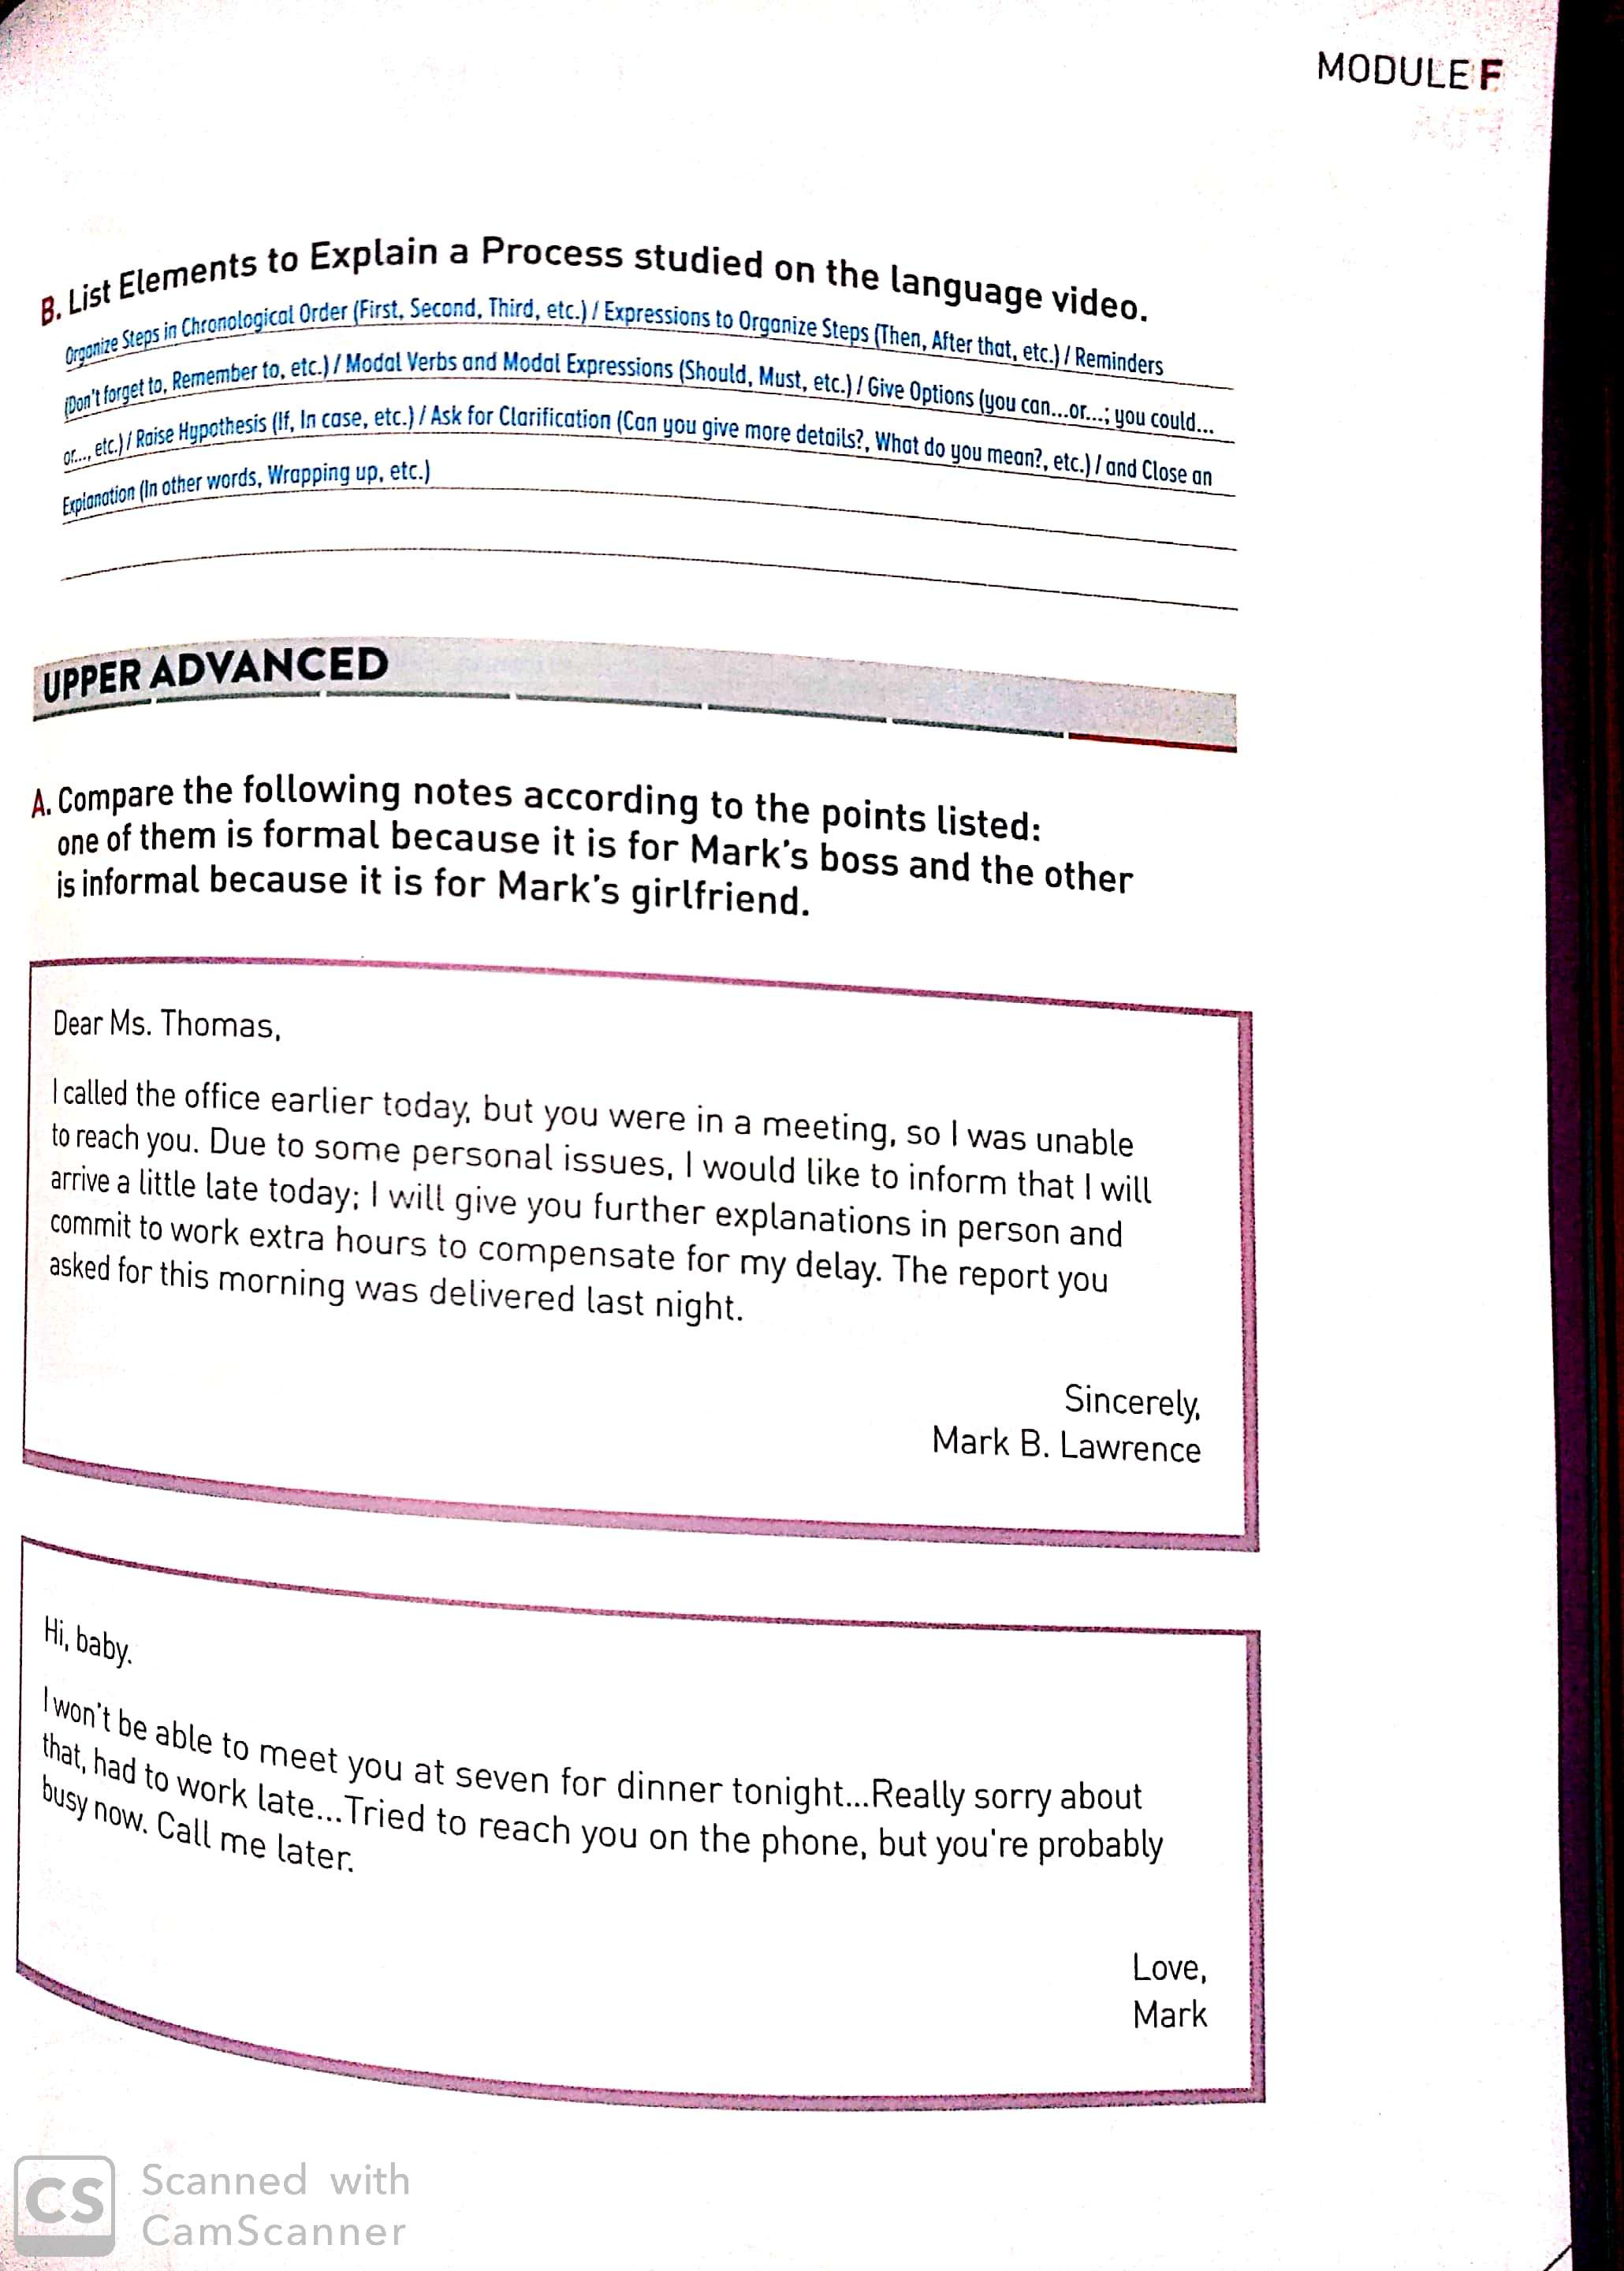 MODULE F
B. List Elements to Explain a Process studied on the language video.
Organize Steps in Chronological Order (First, Second, Third, etc.) / Expressions to Organize Steps (Then, After that, etc.) / Reminders
(Don't forget to, Remember to, etc.) / Modal Verbs and Modal Expressions (Should, Must, etc.) / Give Options (you can...or...; you could...
or..., etc.) / Raise Hypothesis (If, In case, etc.) / Ask for Clarification (Can you give more details?, What do you mean?, etc.) / and Close an
Explanation (In other words, Wrapping up, etc.)
UPPER ADVANCED
A. Compare the following notes according to the points listed:
one of them is formal because it is for Mark's boss and the other
is informal because it is for Mark's girlfriend.
Dear Ms. Thomas,
I called the office earlier today, but you were in a meeting, so I was unable
to reach you. Due to some personal issues, I would like to inform that I will
arrive a little late today; I will give you further explanations in person and
commit to work extra hours to compensate for my delay. The report you
asked for this morning was delivered last night.
Sincerely,
Mark B. Lawrence
Hi, baby.
I won't be able to meet you at seven for dinner tonight...Really sorry about
that, had to work late...Tried to reach you on the phone, but you're probably
busy now. Call me later.
Love,
Mark
CS Scanned with
CamScanner